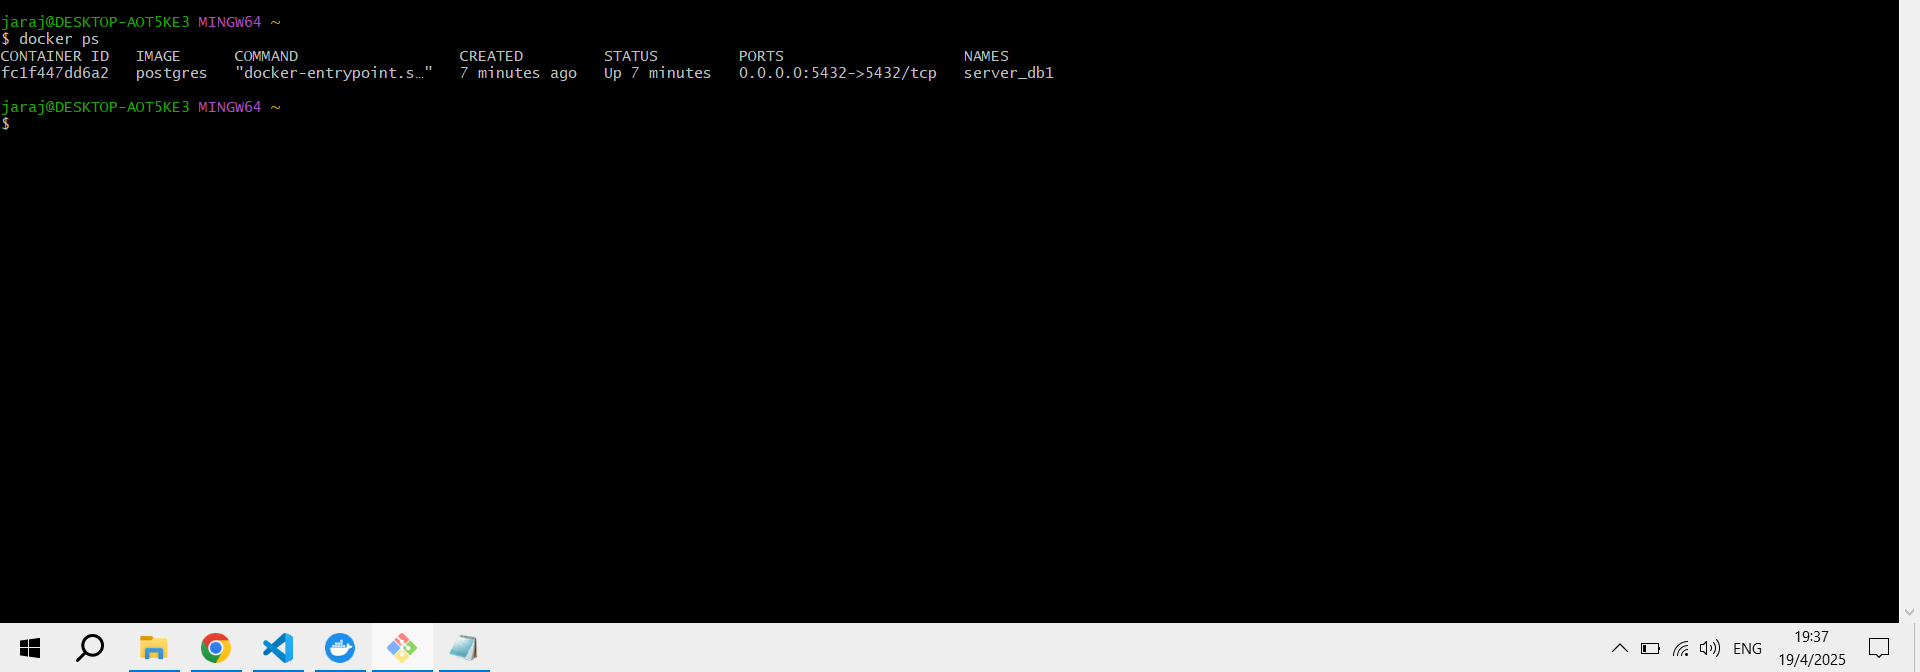 jaraj@DESKTOP-AOT5KE3 MINGW64 ~
$ docker ps
CONTAINER ID   IMAGE      COMMAND                  CREATED         STATUS         PORTS                    NAMES
fc1f447dd6a2   postgres   "docker-entrypoint.s…"   7 minutes ago   Up 7 minutes   0.0.0.0:5432->5432/tcp   server_db1
jaraj@DESKTOP-AOT5KE3 MINGW64 ~
$
ENG
19:37
19/4/2025